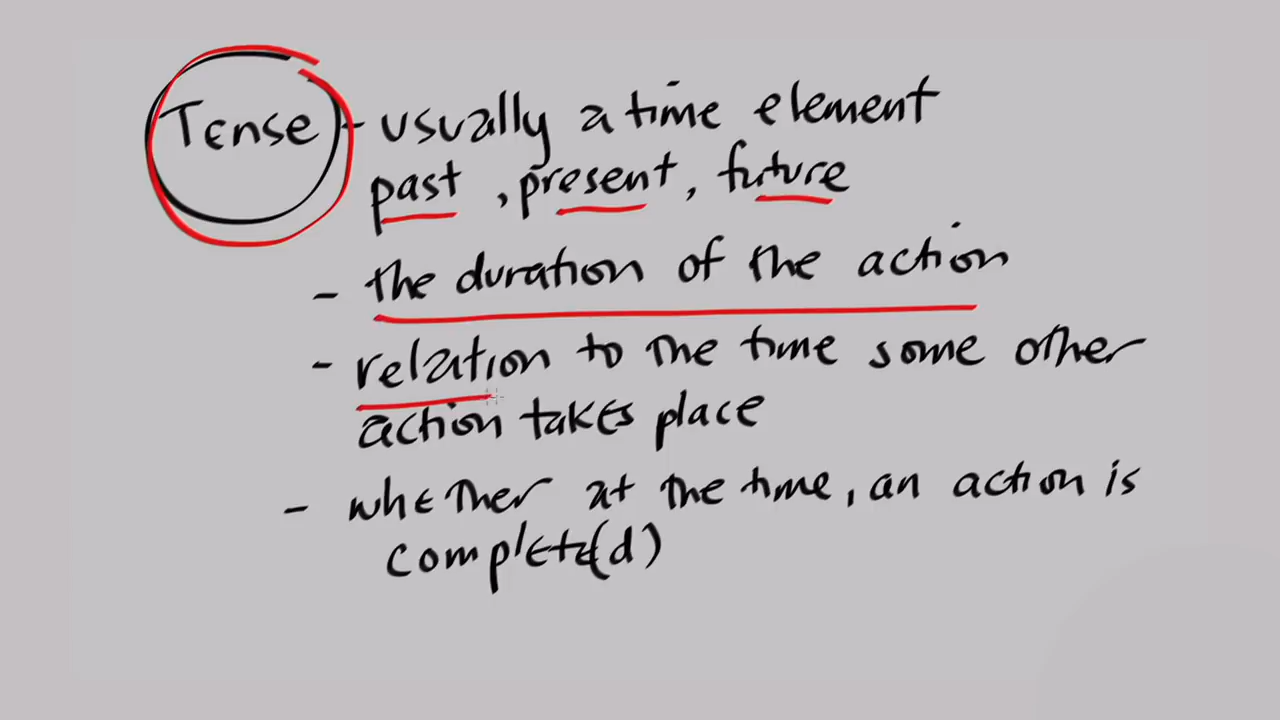 Tense - usually a time element
past, present, future
- the duration of the action
- relation to the time some other
action takes place
- whether at the time, an action is
complete(d)